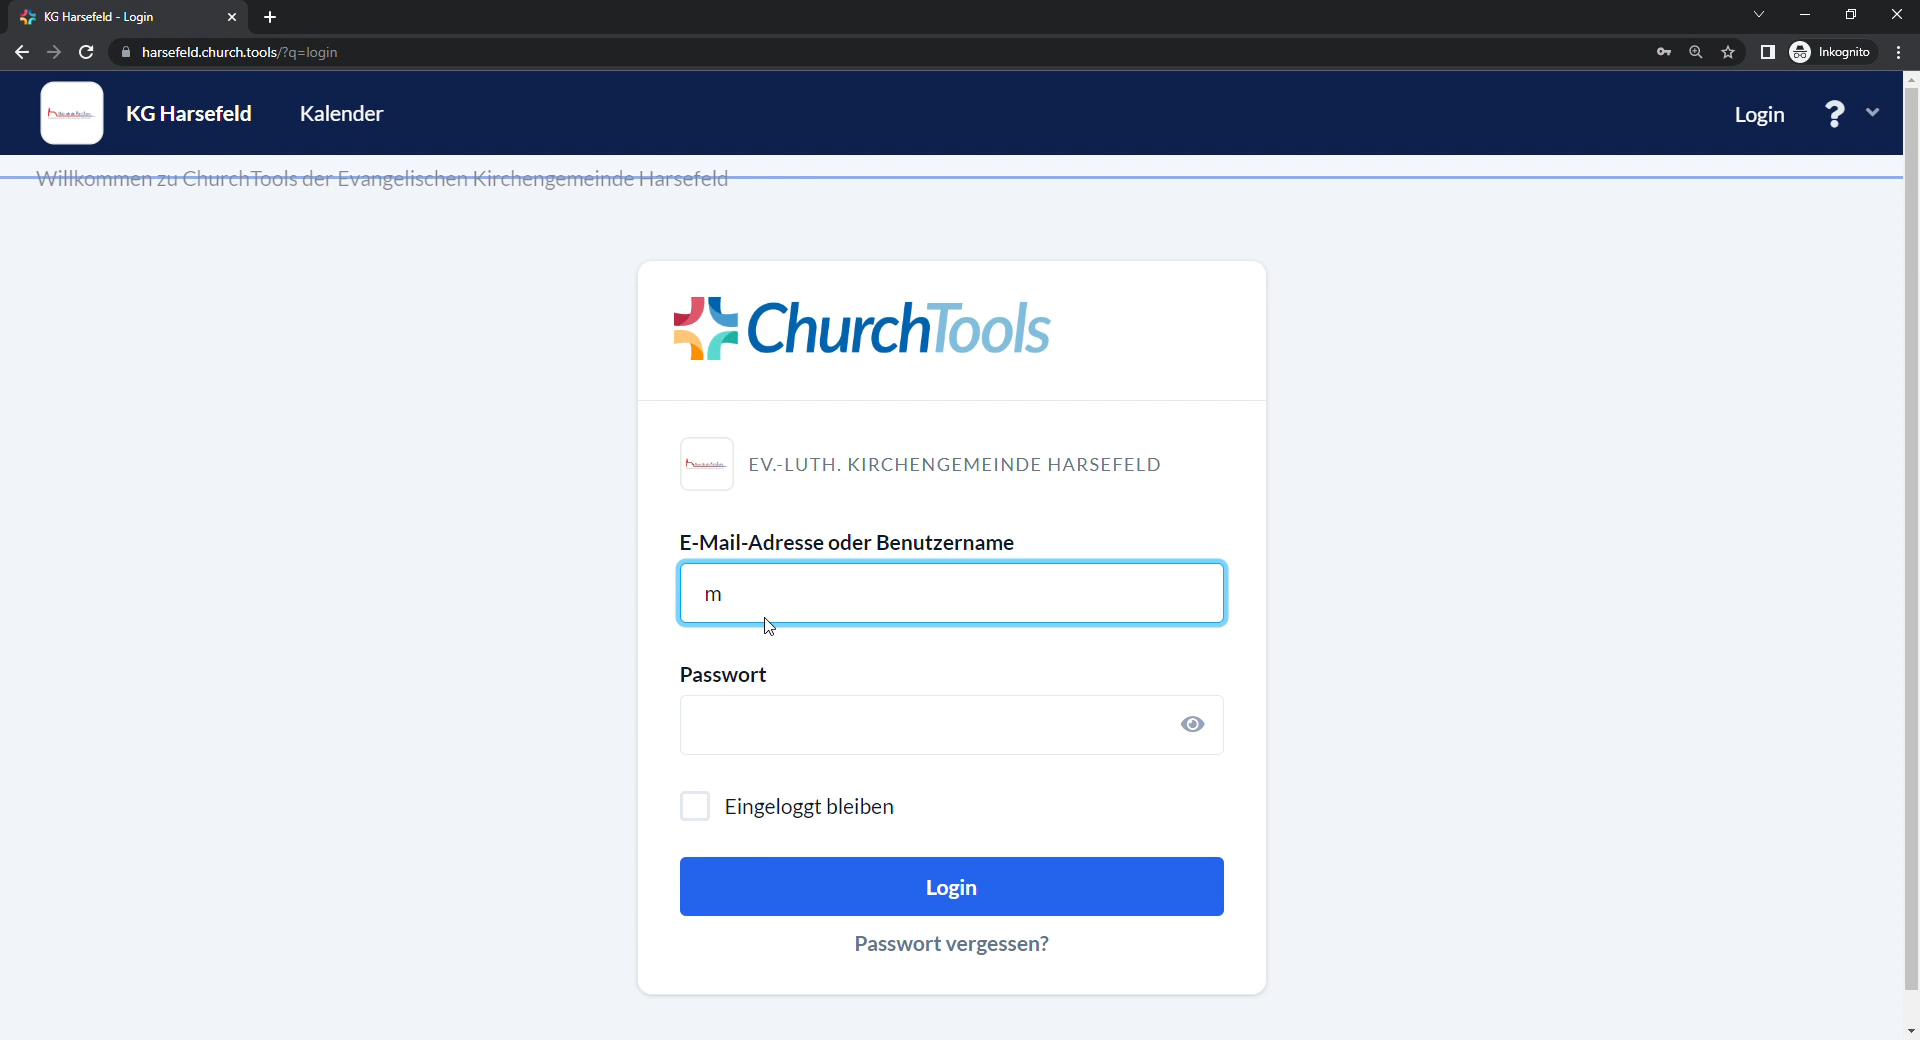 KG Harsefeld - Login
harsefeld.church.tools/?q=login
Inkognito
KG Harsefeld Kalender Login ?
Willkommen zu ChurchTools der Evangelischen Kirchengemeinde Harsefeld
ChurchTools
EV.-LUTH. KIRCHENGEMEINDE HARSEFELD
E-Mail-Adresse oder Benutzername
m
Passwort
Eingeloggt bleiben
Login
Passwort vergessen?